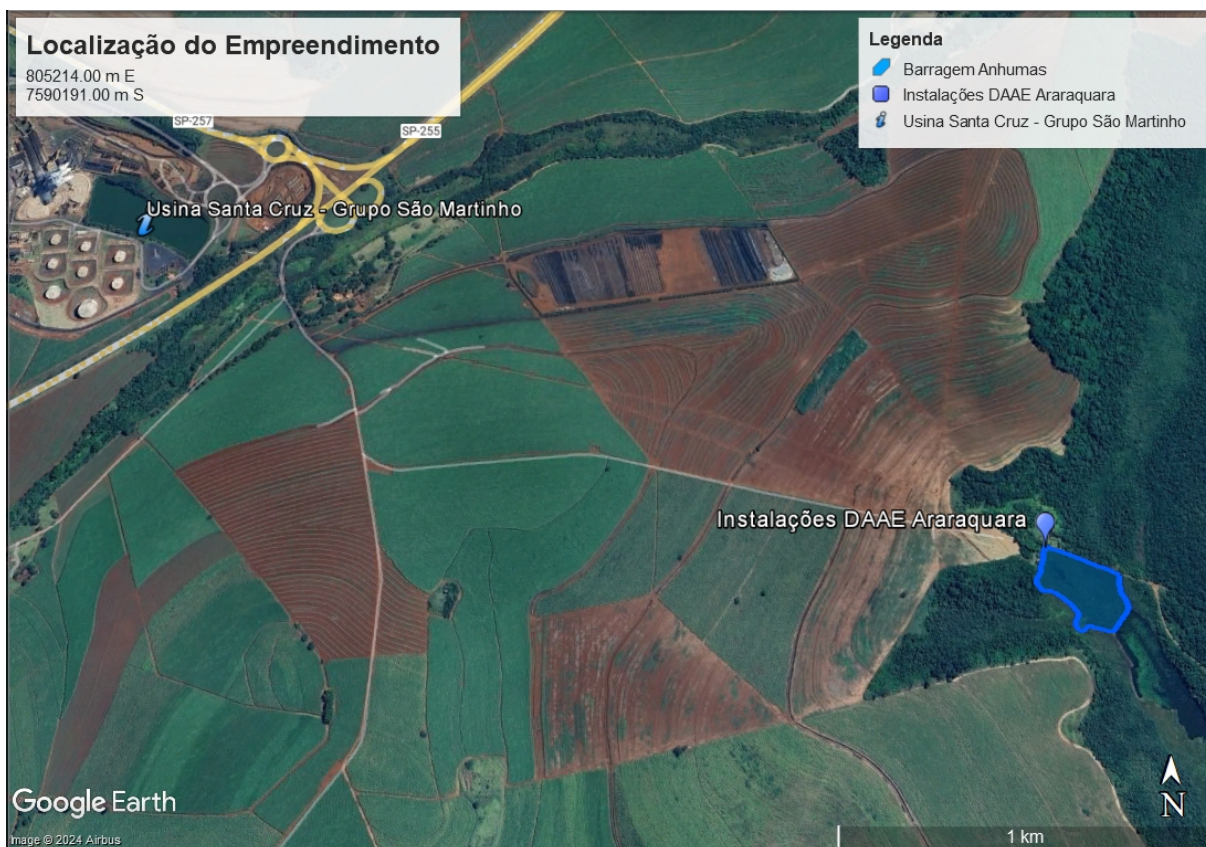 Localização do Empreendimento
805214.00 m E
7590191.00 m S
Legenda
Barragem Anhumas
Instalações DAAE Araraquara
Usina Santa Cruz - Grupo São Martinho
SP-257
SP-255
Usina Santa Cruz - Grupo São Martinho
Instalações DAAE Araraquara
Google Earth
Image © 2024 Airbus
1 km
N